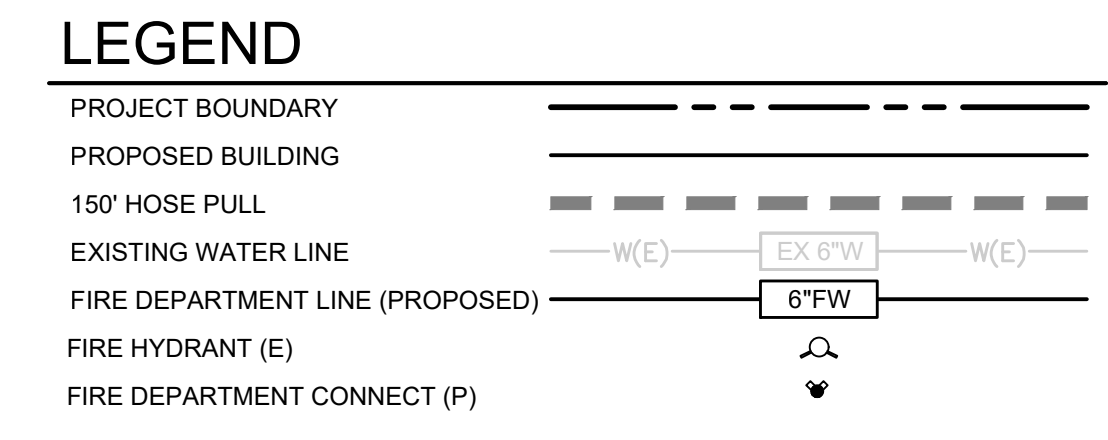 LEGEND
PROJECT BOUNDARY
PROPOSED BUILDING
150' HOSE PULL
EXISTING WATER LINE W(E) EX 6"W W(E)
FIRE DEPARTMENT LINE (PROPOSED) 6"FW
FIRE HYDRANT (E)
FIRE DEPARTMENT CONNECT (P)